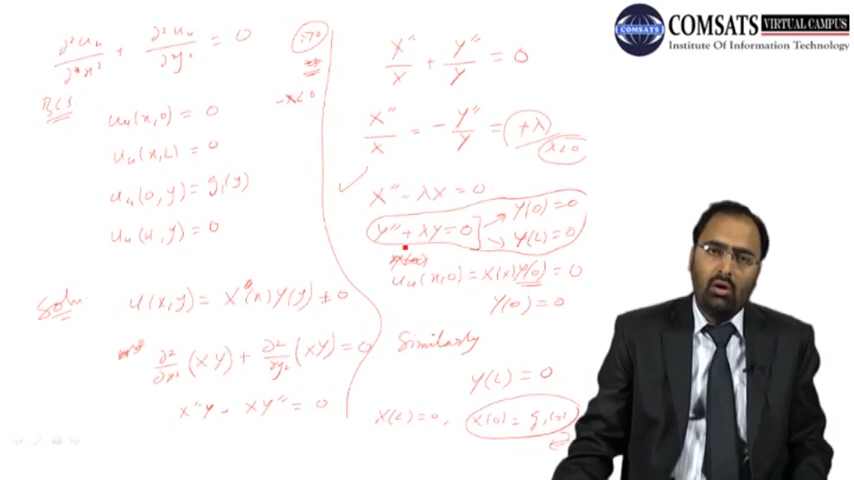 ∂²u₄/∂x² + ∂²u₄/∂y² = 0
BCs
u₄(x,0) = 0
u₄(x,L) = 0
u₄(0,y) = g₁(y)
u₄(L,y) = 0
Soln
u(x,y) = X(x)Y(y) ≠ 0
∂²/∂x² (XY) + ∂²/∂y² (XY) = 0
X"Y + XY" = 0
X"/X + Y"/Y = 0
X"/X = -Y"/Y = +λ
λ<0
X" - λX = 0
Y" + λY = 0
Y(0) = 0
Y(L) = 0
u₄(x,0) = X(x)Y(0) = 0
Y(0) = 0
Similarly
Y(L) = 0
X(L) = 0,
COMSATS VIRTUAL CAMPUS
Institute Of Information Technology